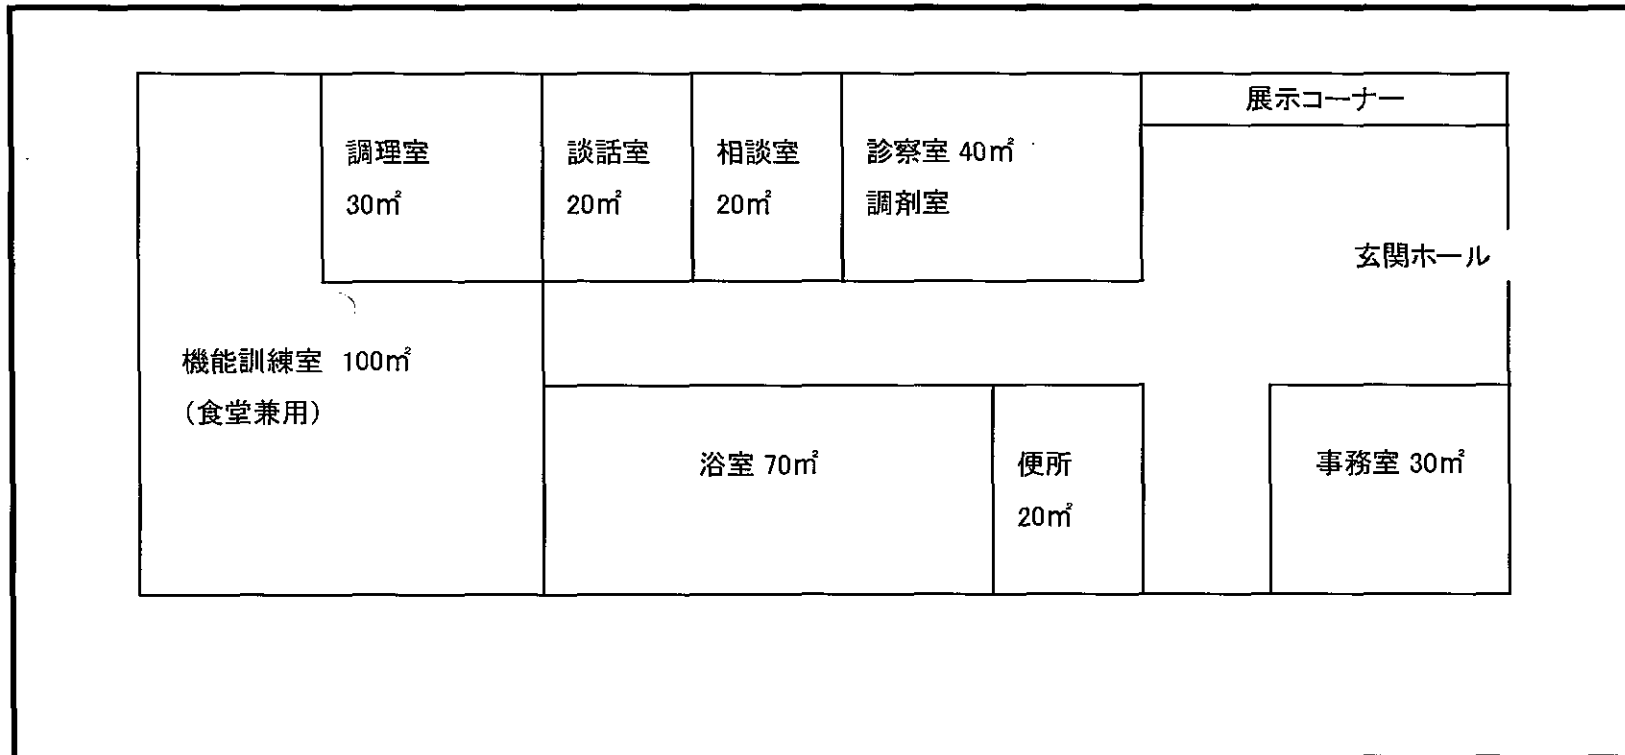 展示コーナー
調理室
30㎡
談話室
20㎡
相談室
20㎡
診察室 40㎡
調剤室
玄関ホール
機能訓練室 100㎡
(食堂兼用)
浴室 70㎡
便所
20㎡
事務室 30㎡